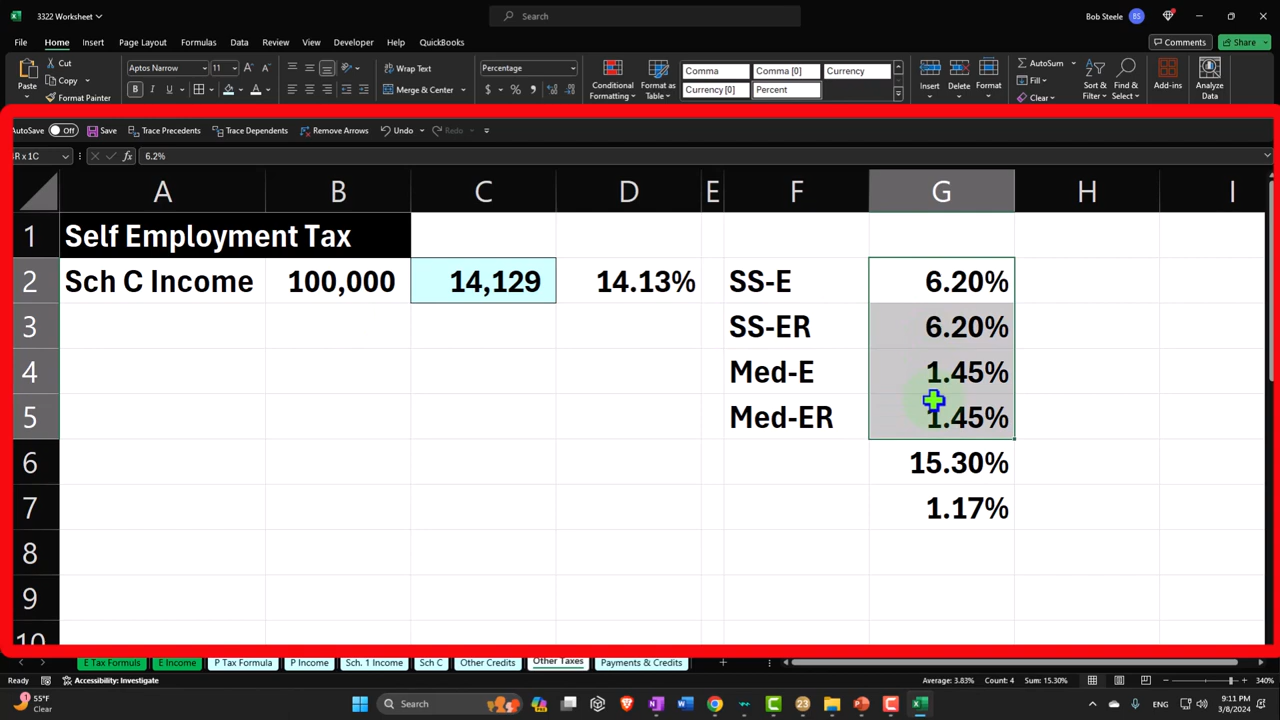 3322 Worksheet
Search
Bob Steele BS
File Home Insert Page Layout Formulas Data Review View Developer Help QuickBooks
Comments Share
Cut
Copy
Format Painter
Paste
Aptos Narrow 11
B I U
Wrap Text
Merge & Center
Percentage
Conditional Formatting
Format as Table
Comma Comma [0] Currency
Currency [0] Percent
Insert Delete Format
AutoSum
Fill
Clear
Sort & Filter
Find & Select
Add-ins
Analyze Data
AutoSave Off Save Trace Precedents Trace Dependents Remove Arrows Undo Redo
R x 1C fx 6.2%
A B C D E F G H I
1 Self Employment Tax
2 Sch C Income 100,000 14,129 14.13% SS-E 6.20%
3 SS-ER 6.20%
4 Med-E 1.45%
5 Med-ER 1.45%
6 15.30%
7 1.17%
8
9
10
E Tax Formuls E Income P Tax Formula P Income Sch. 1 Income Sch C Other Credits Other Taxes Payments & Credits
Ready Accessibility: Investigate Average: 3.83% Count: 4 Sum: 15.30% 340%
1 55°F
Clear
Search
23
ENG 9:11 PM
3/8/2024